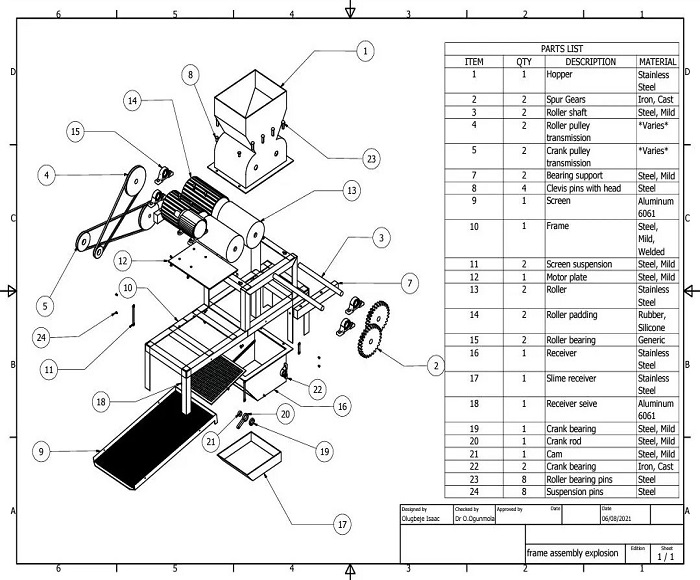 6 5 4 3 2 1
D D
C C
B B
A A
6 5 4 3 2 1
1
8
14
15
4
23
13
3
12
7
10
5
24
11
2
22
18
16
20
21
19
9
17
PARTS LIST
ITEM QTY DESCRIPTION MATERIAL
1 1 Hopper Stainless
Steel
2 2 Spur Gears Iron, Cast
3 2 Roller shaft Steel, Mild
4 2 Roller pulley *Varies*
transmission
5 2 Crank pulley *Varies*
transmission
7 2 Bearing support Steel, Mild
8 4 Clevis pins with head Steel
9 1 Screen Aluminum
6061
10 1 Frame Steel,
Mild,
Welded
11 2 Screen suspension Steel, Mild
12 1 Motor plate Steel, Mild
13 2 Roller Stainless
Steel
14 2 Roller padding Rubber,
Silicone
15 2 Roller bearing Generic
16 1 Receiver Stainless
Steel
17 1 Slime receiver Stainless
Steel
18 1 Receiver seive Aluminum
6061
19 1 Crank bearing Steel, Mild
20 1 Crank rod Steel, Mild
21 1 Cam Steel, Mild
22 2 Crank bearing Iron, Cast
23 8 Roller bearing pins Steel
24 8 Suspension pins Steel
Designed by Checked by Approved by Date Date
Olugbeje Isaac Dr O.Ogunmola 06/08/2021
frame assembly explosion Edition Sheet
1 / 1